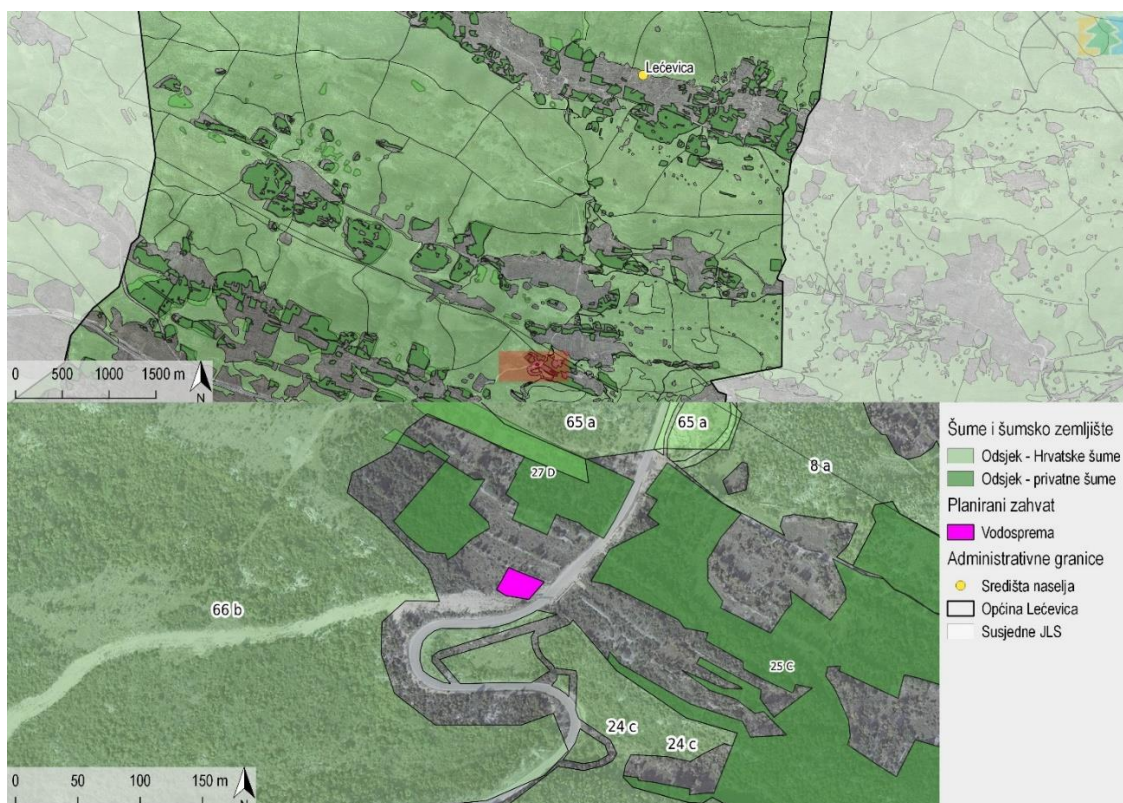 Lećevica
0 500 1000 1500 m
N
65 a
65 a
8 a
27 D
66 b
25 C
24 c
24 c
0 50 100 150 m
N
Šume i šumsko zemljište
Odsjek - Hrvatske šume
Odsjek - privatne šume
Planirani zahvat
Vodosprema
Administrativne granice
Središta naselja
Općina Lećevica
Susjedne JLS